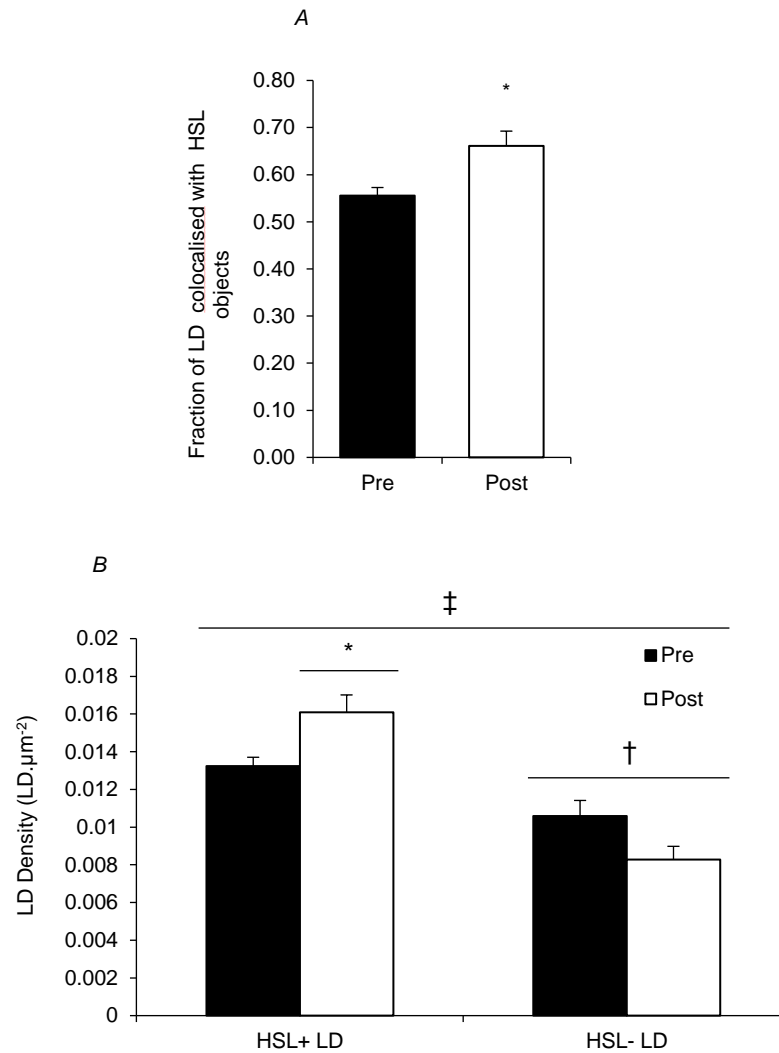 A
Fraction of LD colocalised with HSL
objects
0.80
0.70
0.60
0.50
0.40
0.30
0.20
0.10
0.00
*
Pre
Post
B
LD Density (LD.µm-2)
0.02
0.018
0.016
0.014
0.012
0.01
0.008
0.006
0.004
0.002
0
‡
*
†
Pre
Post
HSL+ LD
HSL- LD